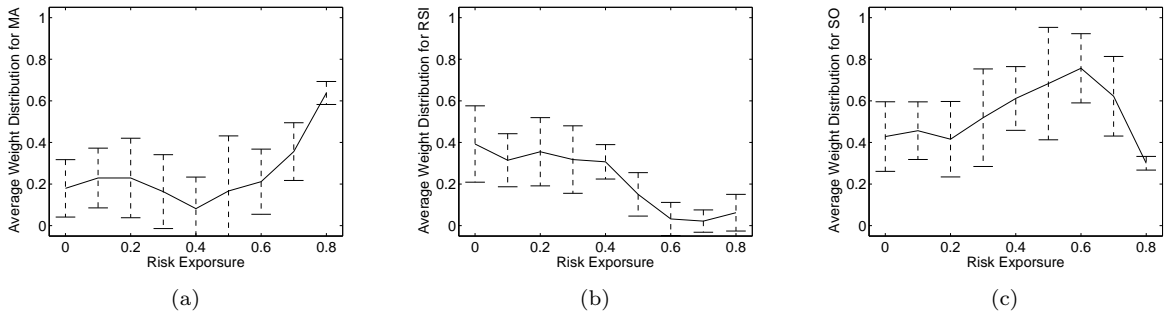 Average Weight Distribution for MA
1
0.8
0.6
0.4
0.2
0
0 0.2 0.4 0.6 0.8
Risk Exporsure
(a)
Average Weight Distribution for RSI
1
0.8
0.6
0.4
0.2
0
0 0.2 0.4 0.6 0.8
Risk Exporsure
(b)
Average Weight Distribution for SO
1
0.8
0.6
0.4
0.2
0
0 0.2 0.4 0.6 0.8
Risk Exporsure
(c)